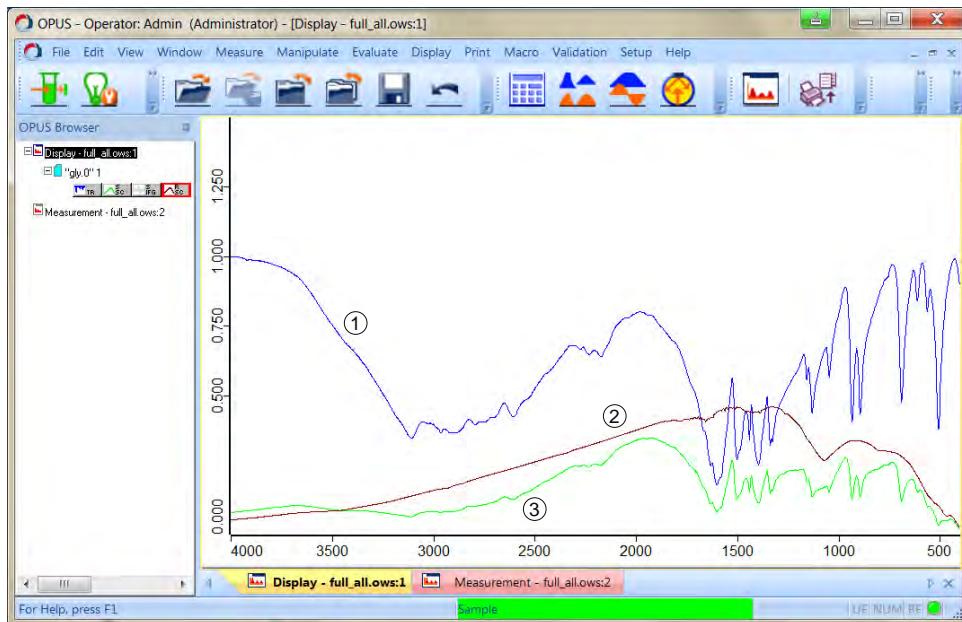 OPUS - Operator: Admin (Administrator) - [Display - full_all.ows:1]
File Edit View Window Measure Manipulate Evaluate Display Print Macro Validation Setup Help
OPUS Browser
Display - full_all.ows:1
"gly.0" 1
TR SC IFG SC
Measurement - full_all.ows:2
1.250
1.000
0.750
0.500
0.000
1
2
3
4000 3500 3000 2500 2000 1500 1000 500
Display - full_all.ows:1 Measurement - full_all.ows:2
For Help, press F1 Sample NUM